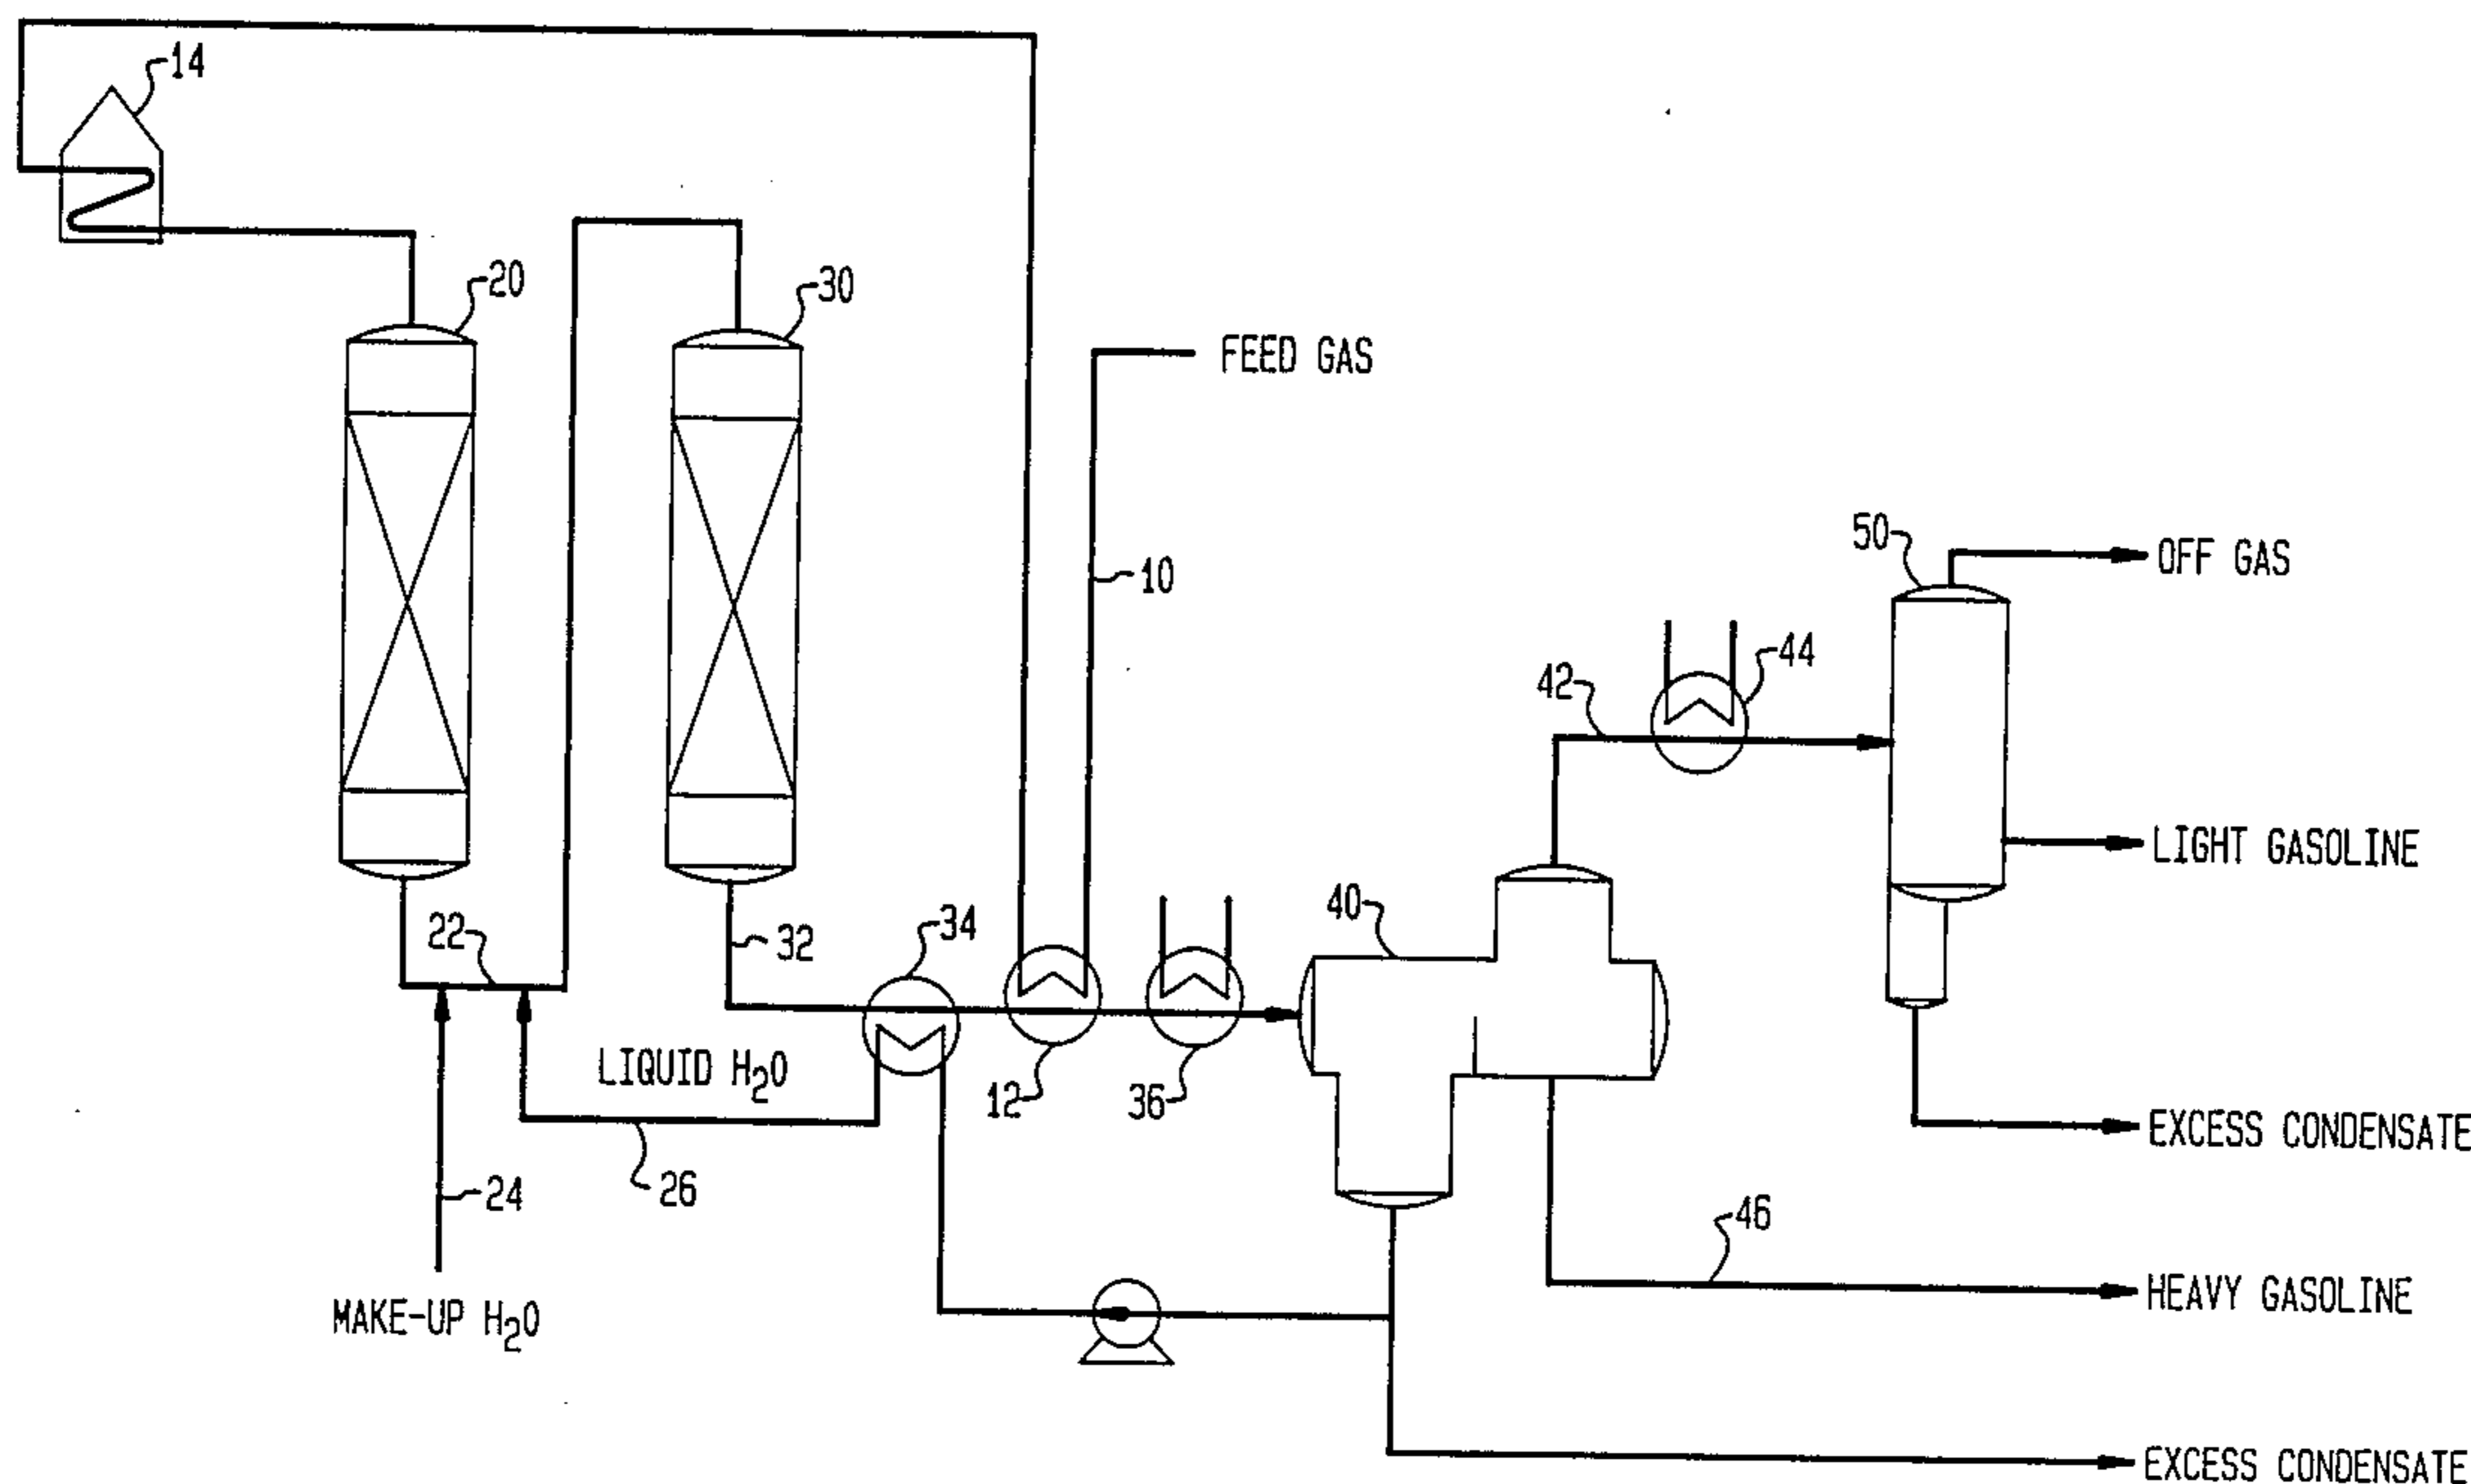 14
20
30
FEED GAS
10
50
OFF GAS
44
42
LIGHT GASOLINE
40
34
22
32
LIQUID H2O
12
36
EXCESS CONDENSATE
24
26
46
MAKE-UP H2O
HEAVY GASOLINE
EXCESS CONDENSATE